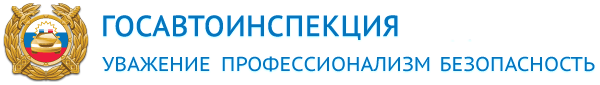 ГОСАВТОИНСПЕКЦИЯ
УВАЖЕНИЕ ПРОФЕССИОНАЛИЗМ БЕЗОПАСНОСТЬ